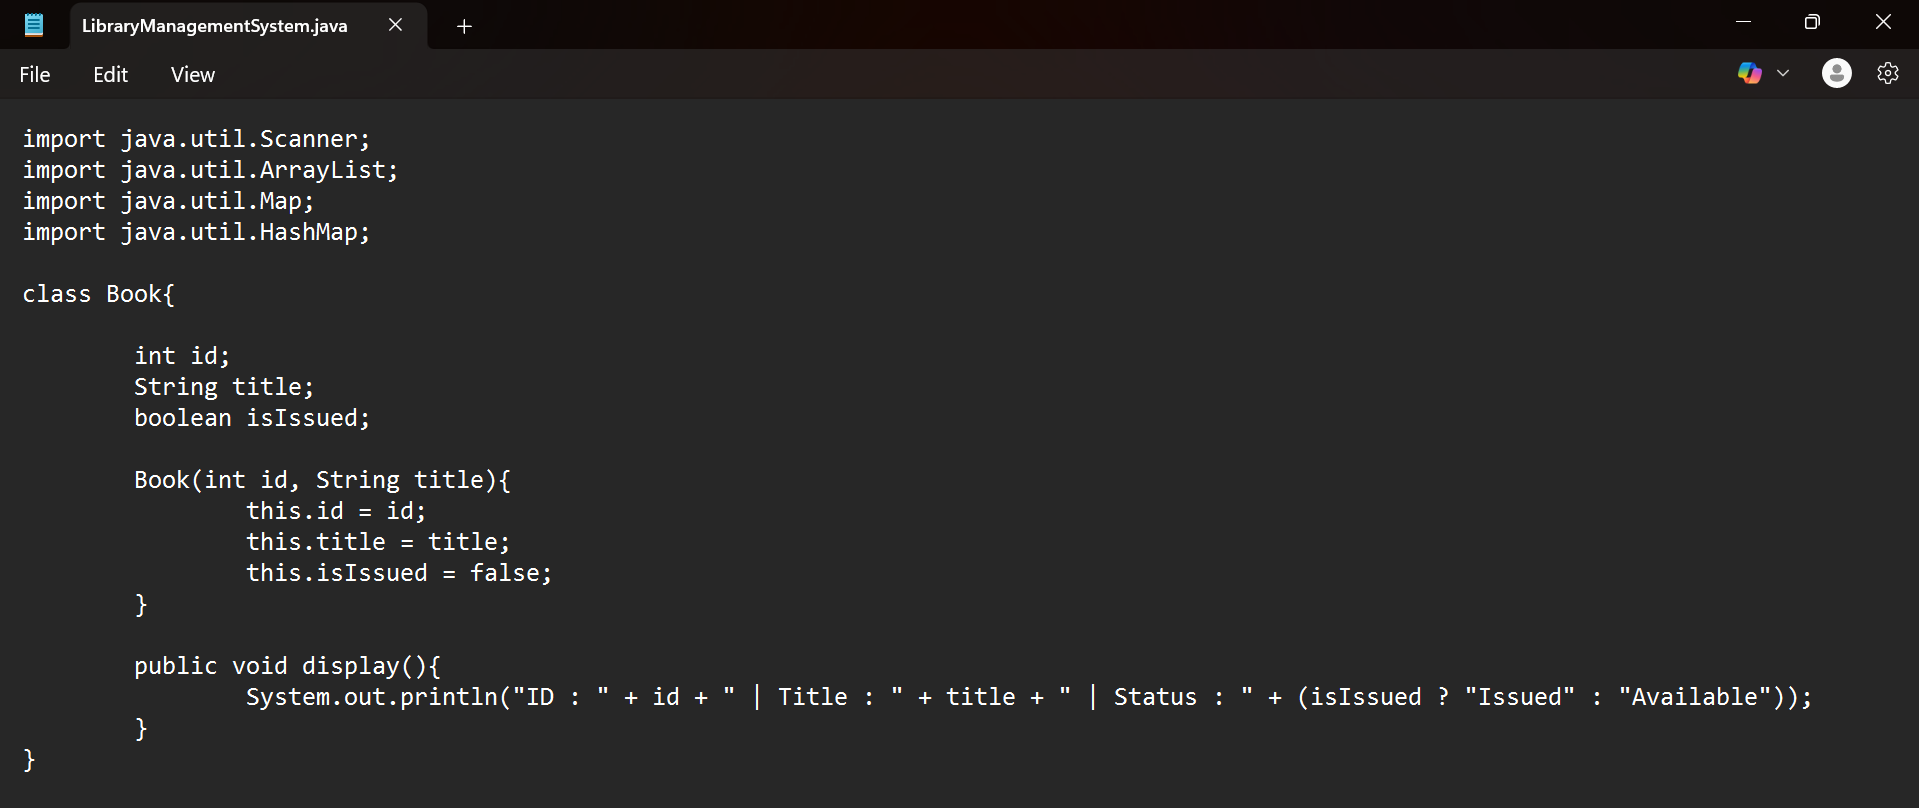 LibraryManagementSystem.java
File Edit View
import java.util.Scanner;
import java.util.ArrayList;
import java.util.Map;
import java.util.HashMap;
class Book{
int id;
String title;
boolean isIssued;
Book(int id, String title){
this.id = id;
this.title = title;
this.isIssued = false;
}
public void display(){
System.out.println("ID : " + id + " | Title : " + title + " | Status : " + (isIssued ? "Issued" : "Available"));
}
}